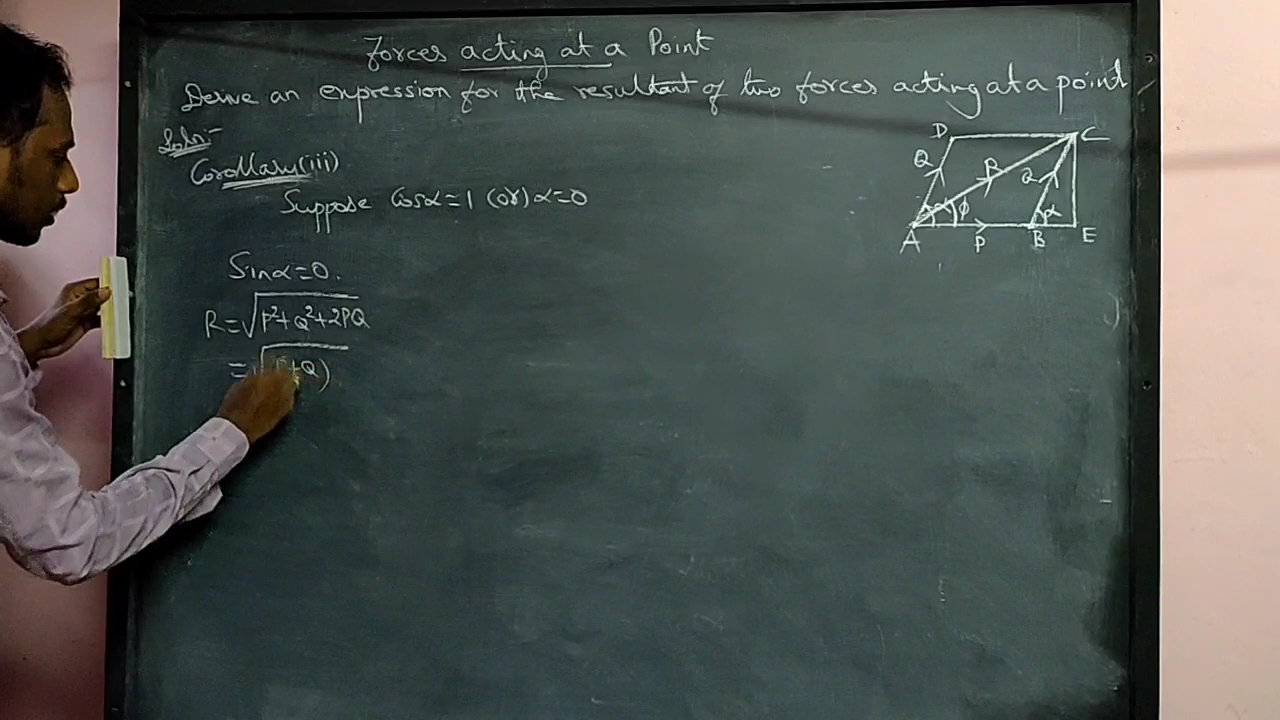 Forces acting at a Point
Derive an expression for the resultant of two forces acting at a point
Soln:-
Corollary (iii)
Suppose Cosα=1 (or) α=0
Sinα=0.
R=√P²+Q²+2PQ
+Q)
D
C
Q
R
Q
α
ϕ
α
A
P
B
E